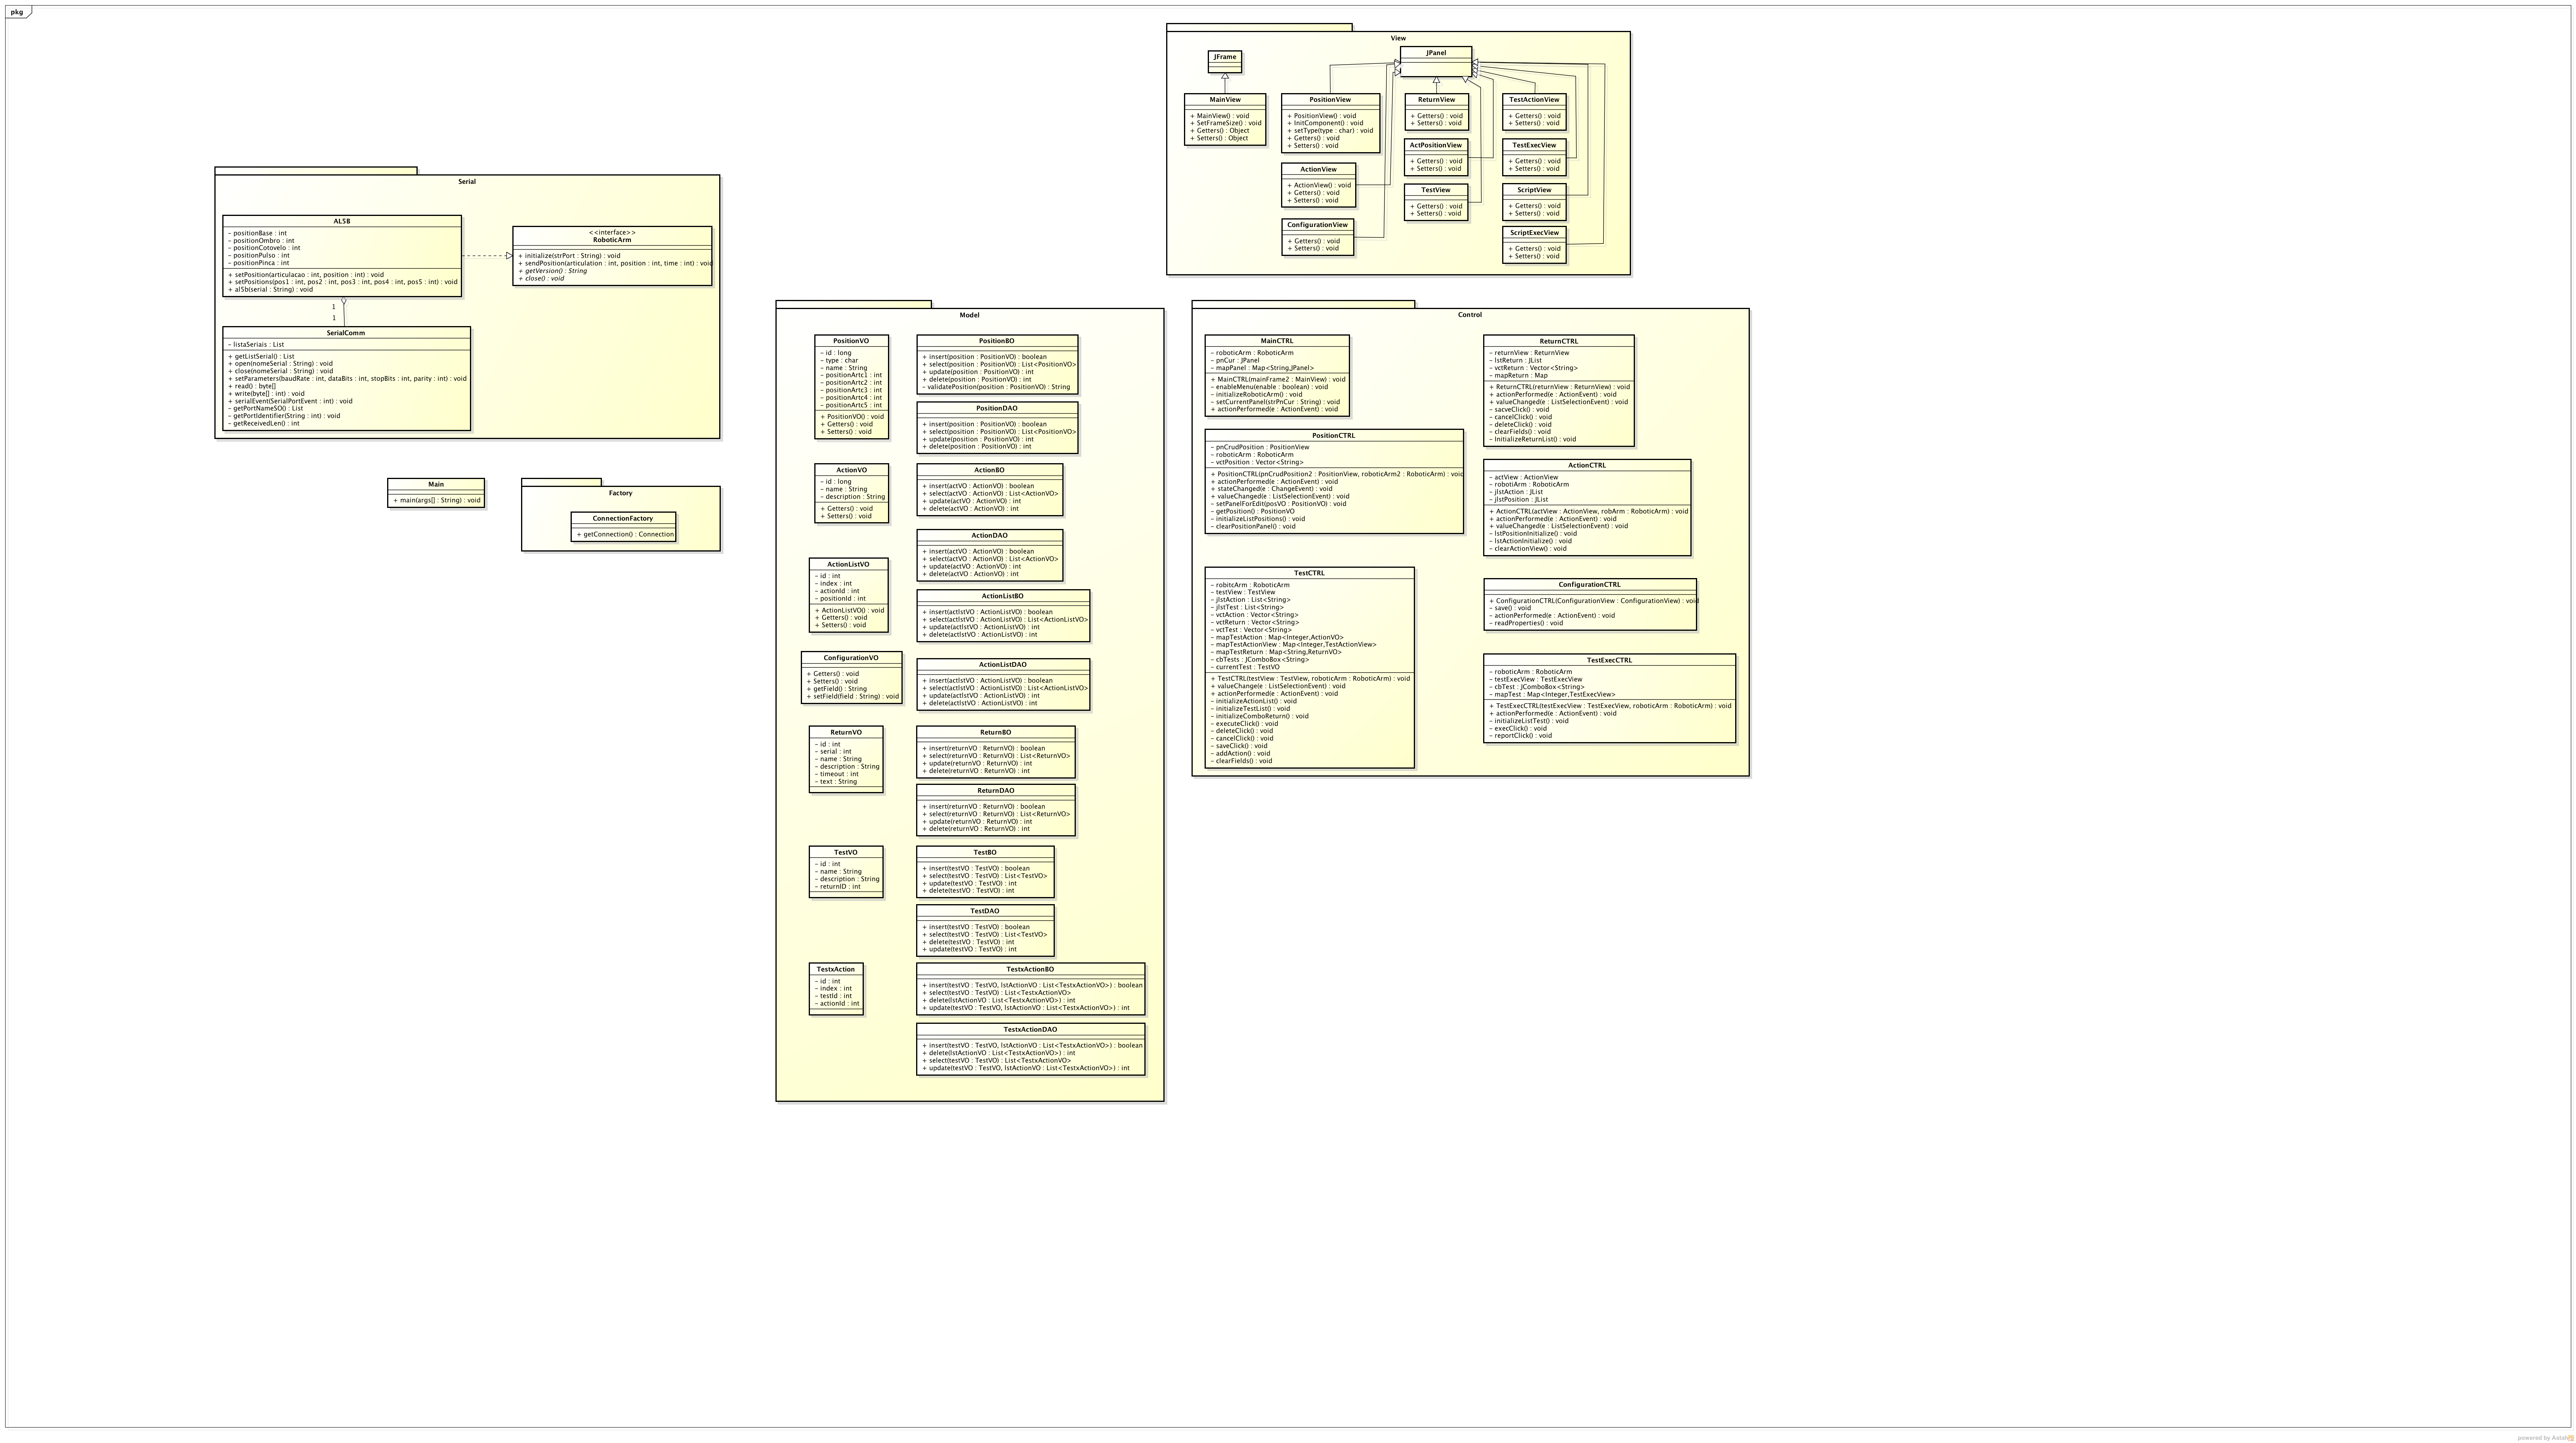 pkg
View
JFrame
MainView
+ MainView() : void
+ SetFrameSize() : void
+ Getters() : Object
+ Setters() : Object
JPanel
PositionView
+ PositionView() : void
+ InitComponent() : void
+ setType(type : char) : void
+ Getters() : void
+ Setters() : void
ActionView
+ ActionView() : void
+ Getters() : void
+ Setters() : void
ConfigurationView
+ Getters() : void
+ Setters() : void
ReturnView
+ Getters() : void
+ Setters() : void
ActPositionView
+ Getters() : void
+ Setters() : void
TestView
+ Getters() : void
+ Setters() : void
TestActionView
+ Getters() : void
+ Setters() : void
TestExecView
+ Getters() : void
+ Setters() : void
ScriptView
+ Getters() : void
+ Setters() : void
ScriptExecView
+ Getters() : void
+ Setters() : void
Serial
AL5B
– positionBase : int
– positionOmbro : int
– positionCotovelo : int
– positionPulso : int
– positionPinca : int
+ setPosition(articulacao : int, position : int) : void
+ setPositions(pos1 : int, pos2 : int, pos3 : int, pos4 : int, pos5 : int) : void
+ al5b(serial : String) : void
<<interface>>
RoboticArm
+ initialize(strPort : String) : void
+ sendPosition(articulation : int, position : int, time : int) : void
+ getVersion() : String
+ close() : void
1
1
SerialComm
– listaSeriais : List
+ getListSerial() : List
+ open(nomeSerial : String) : void
+ close(nomeSerial : String) : void
+ setParameters(baudRate : int, dataBits : int, stopBits : int, parity : int) : void
+ read() : byte[]
+ write(byte[] : int) : void
+ serialEvent(SerialPortEvent : int) : void
– getPortNameSO() : List
– getPortIdentifier(String : int) : void
– getReceivedLen() : int
Main
+ main(args[] : String) : void
Factory
ConnectionFactory
+ getConnection() : Connection
Model
PositionVO
– id : long
– type : char
– name : String
– positionArtc1 : int
– positionArtc2 : int
– positionArtc3 : int
– positionArtc4 : int
– positionArtc5 : int
+ PositionVO() : void
+ Getters() : void
+ Setters() : void
PositionBO
+ insert(position : PositionVO) : boolean
+ select(position : PositionVO) : List<PositionVO>
+ update(position : PositionVO) : int
+ delete(position : PositionVO) : int
– validatePosition(position : PositionVO) : String
PositionDAO
+ insert(position : PositionVO) : boolean
+ select(position : PositionVO) : List<PositionVO>
+ update(position : PositionVO) : int
+ delete(position : PositionVO) : int
ActionVO
– id : long
– name : String
– description : String
+ Getters() : void
+ Setters() : void
ActionBO
+ insert(actVO : ActionVO) : boolean
+ select(actVO : ActionVO) : List<ActionVO>
+ update(actVO : ActionVO) : int
+ delete(actVO : ActionVO) : int
ActionDAO
+ insert(actVO : ActionVO) : boolean
+ select(actVO : ActionVO) : List<ActionVO>
+ update(actVO : ActionVO) : int
+ delete(actVO : ActionVO) : int
ActionListVO
– id : int
– index : int
– actionId : int
– positionId : int
+ ActionListVO() : void
+ Getters() : void
+ Setters() : void
ActionListBO
+ insert(actlstVO : ActionListVO) : boolean
+ select(actlstVO : ActionListVO) : List<ActionListVO>
+ update(actlstVO : ActionListVO) : int
+ delete(actlstVO : ActionListVO) : int
ConfigurationVO
+ Getters() : void
+ Setters() : void
+ getField() : String
+ setField(field : String) : void
ActionListDAO
+ insert(actlstVO : ActionListVO) : boolean
+ select(actlstVO : ActionListVO) : List<ActionListVO>
+ update(actlstVO : ActionListVO) : int
+ delete(actlstVO : ActionListVO) : int
ReturnVO
– id : int
– serial : int
– name : String
– description : String
– timeout : int
– text : String
ReturnBO
+ insert(returnVO : ReturnVO) : boolean
+ select(returnVO : ReturnVO) : List<ReturnVO>
+ update(returnVO : ReturnVO) : int
+ delete(returnVO : ReturnVO) : int
ReturnDAO
+ insert(returnVO : ReturnVO) : boolean
+ select(returnVO : ReturnVO) : List<ReturnVO>
+ update(returnVO : ReturnVO) : int
+ delete(returnVO : ReturnVO) : int
TestVO
– id : int
– name : String
– description : String
– returnID : int
TestBO
+ insert(testVO : TestVO) : boolean
+ select(testVO : TestVO) : List<TestVO>
+ update(testVO : TestVO) : int
+ delete(testVO : TestVO) : int
TestDAO
+ insert(testVO : TestVO) : boolean
+ select(testVO : TestVO) : List<TestVO>
+ delete(testVO : TestVO) : int
+ update(testVO : TestVO) : int
TestxAction
– id : int
– index : int
– testId : int
– actionId : int
TestxActionBO
+ insert(testVO : TestVO, lstActionVO : List<TestxActionVO>) : boolean
+ select(testVO : TestVO) : List<TestxActionVO>
+ delete(lstActionVO : List<TestxActionVO>) : int
+ update(testVO : TestVO, lstActionVO : List<TestxActionVO>) : int
TestxActionDAO
+ insert(testVO : TestVO, lstActionVO : List<TestxActionVO>) : boolean
+ delete(lstActionVO : List<TestxActionVO>) : int
+ select(testVO : TestVO) : List<TestxActionVO>
+ update(testVO : TestVO, lstActionVO : List<TestxActionVO>) : int
Control
MainCTRL
– roboticArm : RoboticArm
– pnCur : JPanel
– mapPanel : Map<String,JPanel>
+ MainCTRL(mainFrame2 : MainView) : void
– enableMenu(enable : boolean) : void
– initializeRoboticArm() : void
– setCurrentPanel(strPnCur : String) : void
+ actionPerformed(e : ActionEvent) : void
PositionCTRL
– pnCrudPosition : PositionView
– roboticArm : RoboticArm
– vctPosition : Vector<String>
+ PositionCTRL(pnCrudPosition2 : PositionView, roboticArm2 : RoboticArm) : void
+ actionPerformed(e : ActionEvent) : void
+ stateChanged(e : ChangeEvent) : void
+ valueChanged(e : ListSelectionEvent) : void
– setPanelForEdit(posVO : PositionVO) : void
– getPosition() : PositionVO
– initializeListPositions() : void
– clearPositionPanel() : void
TestCTRL
– robitcArm : RoboticArm
– testView : TestView
– jlstAction : List<String>
– jlstTest : List<String>
– vctAction : Vector<String>
– vctReturn : Vector<String>
– vctTest : Vector<String>
– mapTestAction : Map<Integer,ActionVO>
– mapTestActionView : Map<Integer,TestActionView>
– mapTestReturn : Map<String,ReturnVO>
– cbTests : JComboBox<String>
– currentTest : TestVO
+ TestCTRL(testView : TestView, roboticArm : RoboticArm) : void
+ valueChange(e : ListSelectionEvent) : void
+ actionPerformed(e : ActionEvent) : void
– initializeActionList() : void
– initializeTestList() : void
– initializeComboReturn() : void
– executeClick() : void
– deleteClick() : void
– cancelClick() : void
– saveClick() : void
– addAction() : void
– clearFields() : void
ReturnCTRL
– returnView : ReturnView
– lstReturn : JList
– vctReturn : Vector<String>
– mapReturn : Map
+ ReturnCTRL(returnView : ReturnView) : void
+ actionPerformed(e : ActionEvent) : void
+ valueChanged(e : ListSelectionEvent) : void
– sacveClick() : void
– cancelClick() : void
– deleteClick() : void
– clearFields() : void
– InitializeReturnList() : void
ActionCTRL
– actView : ActionView
– robotiArm : RoboticArm
– jlstAction : JList
– jlstPosition : JList
+ ActionCTRL(actView : ActionView, robArm : RoboticArm) : void
+ actionPerformed(e : ActionEvent) : void
+ valueChanged(e : ListSelectionEvent) : void
– lstPositionInitialize() : void
– lstActionInitialize() : void
– clearActionView() : void
ConfigurationCTRL
+ ConfigurationCTRL(ConfigurationView : ConfigurationView) : void
– save() : void
– actionPerformed(e : ActionEvent) : void
– readProperties() : void
TestExecCTRL
– roboticArm : RoboticArm
– testExecView : TestExecView
– cbTest : JComboBox<String>
– mapTest : Map<Integer,TestExecView>
+ TestExecCTRL(testExecView : TestExecView, roboticArm : RoboticArm) : void
+ actionPerformed(e : ActionEvent) : void
– initializeListTest() : void
– execClick() : void
– reportClick() : void
powered by Astah